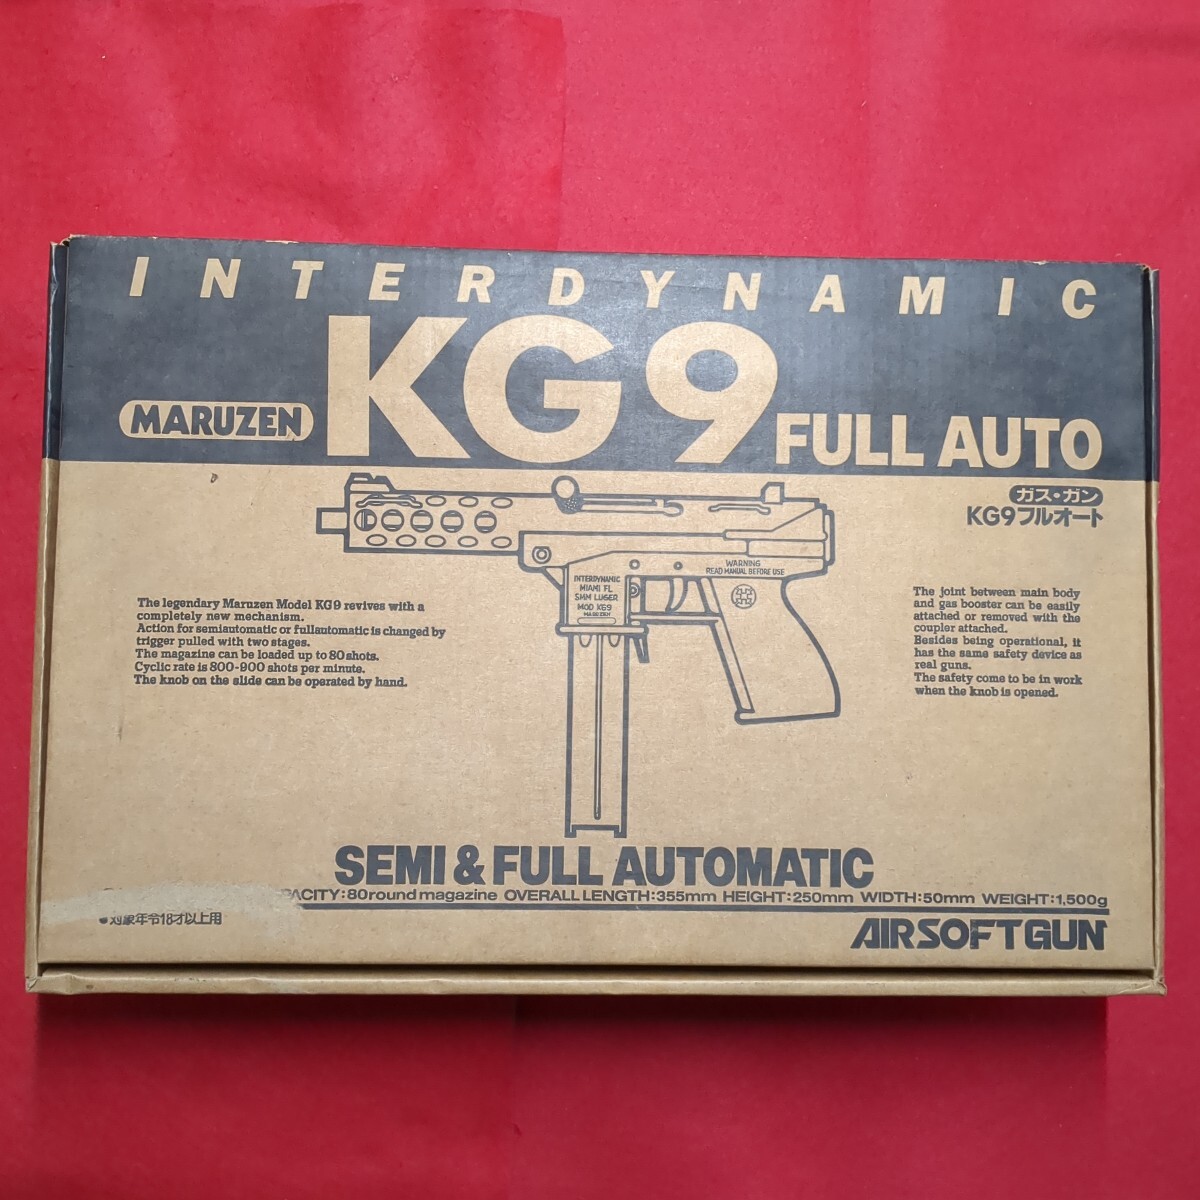 INTERDYNAMIC
KG9
MARUZEN
FULL AUTO
ガス・ガン
KG9フルオート
WARNING
READ MANUAL BEFORE USE
INTERDYNAMIC
MIAMI FL
5MM LUGER
MOD KG9
MARUZEN
The legendary Maruzen Model KG9 revives with a
completely new mechanism.
Action for semiautomatic or fullautomatic is changed by
trigger pulled with two stages.
The magazine can be loaded up to 80 shots.
Cyclic rate is 800-900 shots per minute.
The knob on the slide can be operated by hand.
The joint between main body
and gas booster can be easily
attached or removed with the
coupler attached.
Besides being operational, it
has the same safety device as
real guns.
The safety come to be in work
when the knob is opened.
SEMI & FULL AUTOMATIC
PACITY:80round magazine OVERALL LENGTH:355mm HEIGHT:250mm WIDTH:50mm WEIGHT:1,500g
●対象年令18才以上用
AIRSOFTGUN